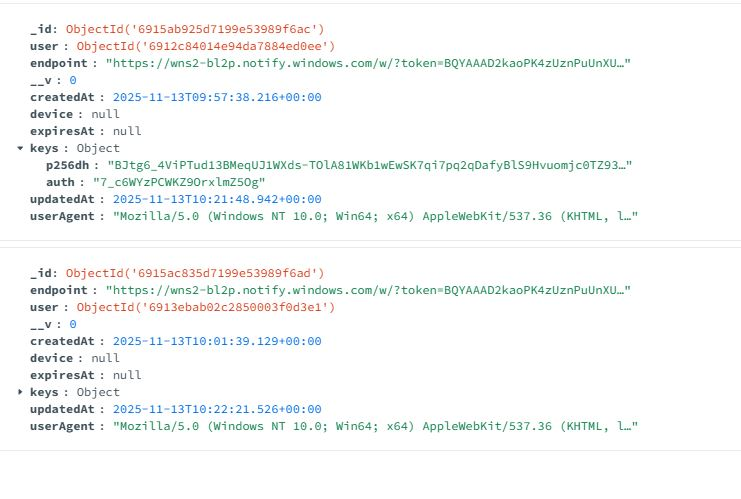 _id: ObjectId('6915ab925d7199e53989f6ac')
user : ObjectId('6912c84014e94da7884ed0ee')
endpoint : "https://wns2-bl2p.notify.windows.com/w/?token=BQYAAAD2kaoPK4zUznPuUnXU…"
__v : 0
createdAt : 2025-11-13T09:57:38.216+00:00
device : null
expiresAt : null
keys : Object
p256dh : "BJtg6_4ViPTud13BMeqUJ1WXds-TOlA81WKb1wEwSK7qi7pq2qDafyBlS9Hvuomjc0TZ93…"
auth : "7_c6WYzPCWKZ9OrxlmZ5Og"
updatedAt : 2025-11-13T10:21:48.942+00:00
userAgent : "Mozilla/5.0 (Windows NT 10.0; Win64; x64) AppleWebKit/537.36 (KHTML, l…"
_id: ObjectId('6915ac835d7199e53989f6ad')
endpoint : "https://wns2-bl2p.notify.windows.com/w/?token=BQYAAAD2kaoPK4zUznPuUnXU…"
user : ObjectId('6913ebab02c2850003f0d3e1')
__v : 0
createdAt : 2025-11-13T10:01:39.129+00:00
device : null
expiresAt : null
keys : Object
updatedAt : 2025-11-13T10:22:21.526+00:00
userAgent : "Mozilla/5.0 (Windows NT 10.0; Win64; x64) AppleWebKit/537.36 (KHTML, l…"